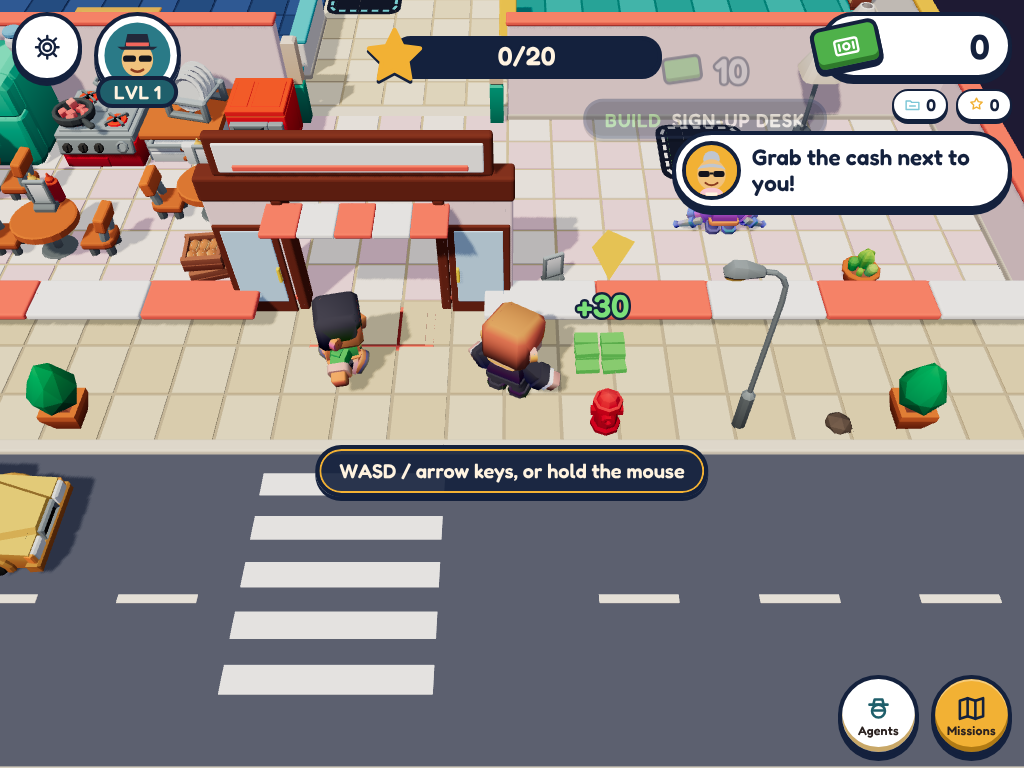 0/20
0
LVL 1
10
0
0
BUILD SIGN-UP DESK
Grab the cash next to
you!
+30
WASD / arrow keys, or hold the mouse
Agents
Missions